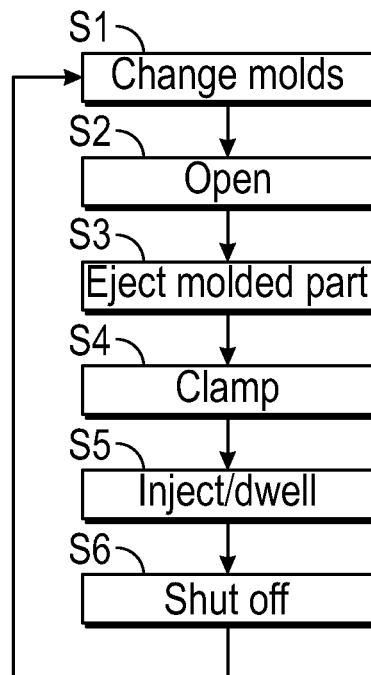 S1
Change molds
S2
Open
S3
Eject molded part
S4
Clamp
S5
Inject/dwell
S6
Shut off